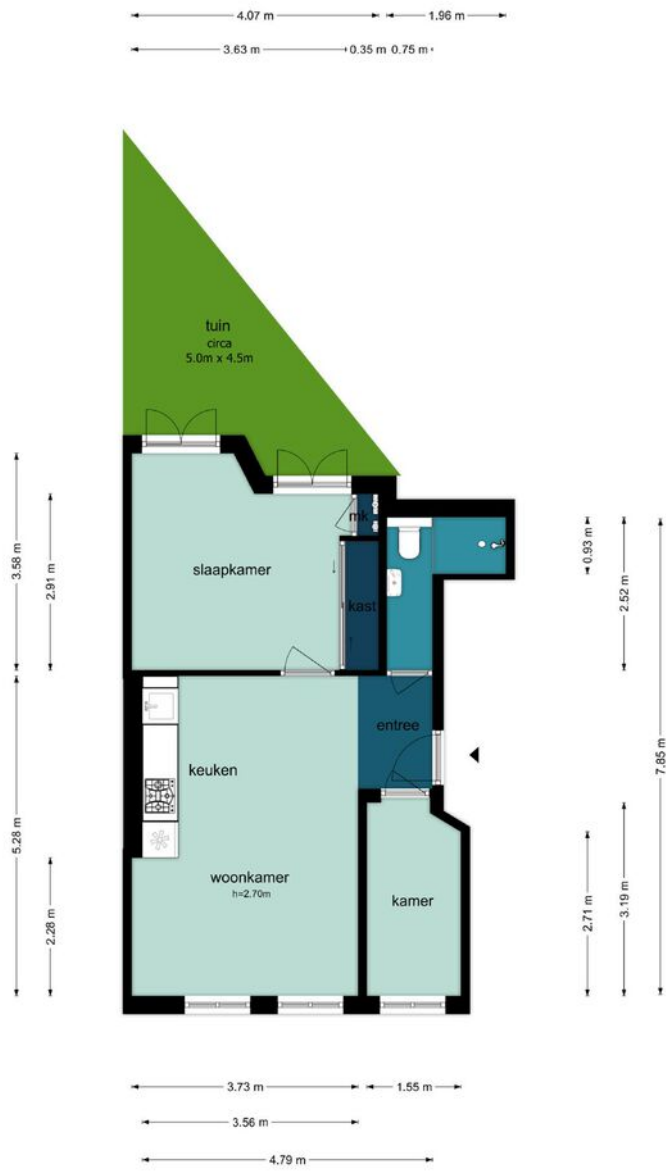 4.07 m
1.96 m
3.63 m
0.35 m
0.75 m
tuin
circa
5.0m x 4.5m
mk
slaapkamer
kast
3.58 m
2.91 m
0.93 m
2.52 m
entree
keuken
7.85 m
5.28 m
woonkamer
h=2.70m
kamer
2.28 m
2.71 m
3.19 m
3.73 m
1.55 m
3.56 m
4.79 m